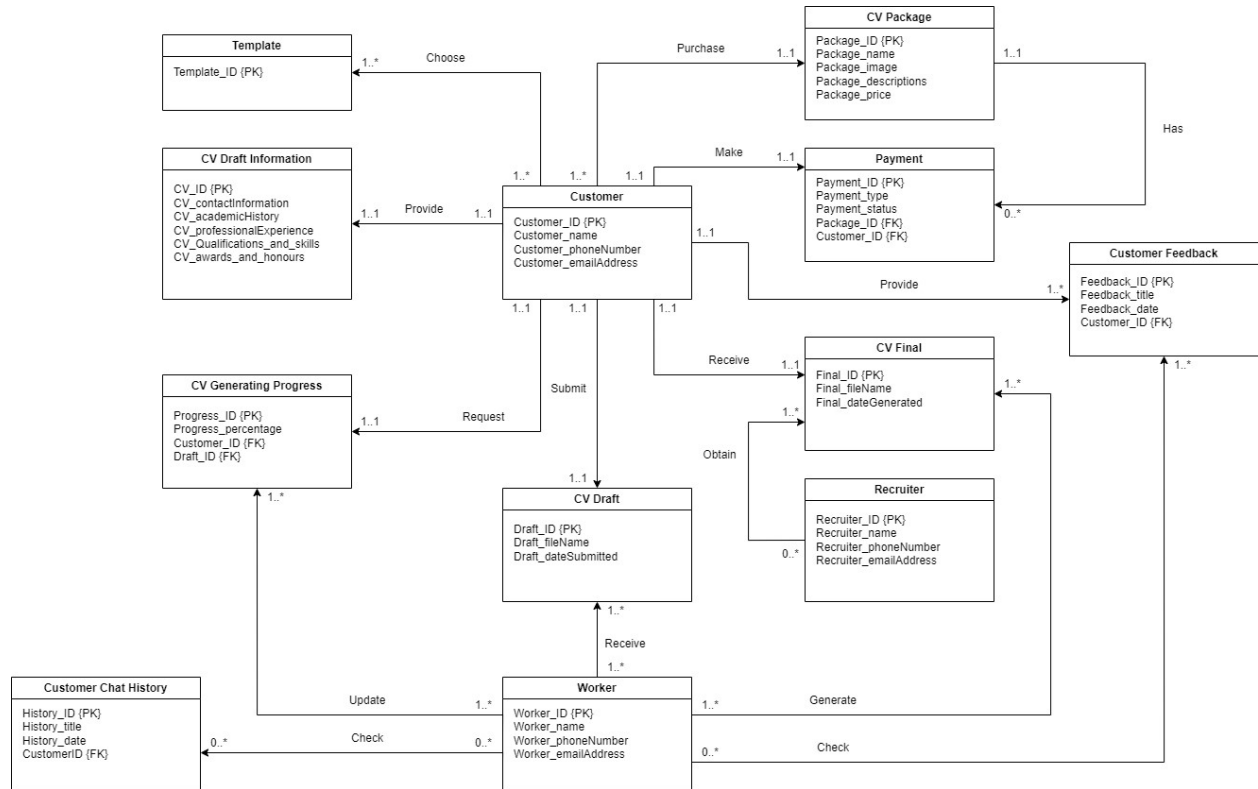 CV Package
Package_ID {PK}
Package_name
Package_image
Package_descriptions
Package_price
Template
Template_ID {PK}
Choose
1..*
1..*
Purchase
1..1
1..*
1..1
Has
0..*
CV Draft Information
CV_ID {PK}
CV_contactInformation
CV_academicHistory
CV_professionalExperience
CV_Qualifications_and_skills
CV_awards_and_honours
Provide
1..1
1..1
Customer
Customer_ID {PK}
Customer_name
Customer_phoneNumber
Customer_emailAddress
Make
1..1
1..1
Payment
Payment_ID {PK}
Payment_type
Payment_status
Package_ID {FK}
Customer_ID {FK}
1..1
Provide
1..*
Customer Feedback
Feedback_ID {PK}
Feedback_title
Feedback_date
Customer_ID {FK}
1..*
1..1
1..1
1..1
Receive
1..1
CV Final
Final_ID {PK}
Final_fileName
Final_dateGenerated
1..*
1..*
CV Generating Progress
Progress_ID {PK}
Progress_percentage
Customer_ID {FK}
Draft_ID {FK}
Submit
Request
1..1
1..*
Obtain
0..*
Recruiter
Recruiter_ID {PK}
Recruiter_name
Recruiter_phoneNumber
Recruiter_emailAddress
1..1
CV Draft
Draft_ID {PK}
Draft_fileName
Draft_dateSubmitted
1..*
Receive
1..*
Customer Chat History
History_ID {PK}
History_title
History_date
CustomerID {FK}
Update
1..*
Check
0..*
0..*
Worker
Worker_ID {PK}
Worker_name
Worker_phoneNumber
Worker_emailAddress
1..*
Generate
0..*
Check